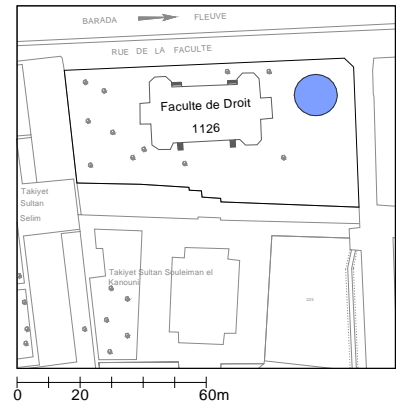 BARADA FLEUVE
RUE DE LA FACULTE
Faculte de Droit
1126
Takiyet
Sultan
Selim
Takiyet Sultan Souleiman el
Kanouni
0 20 60m